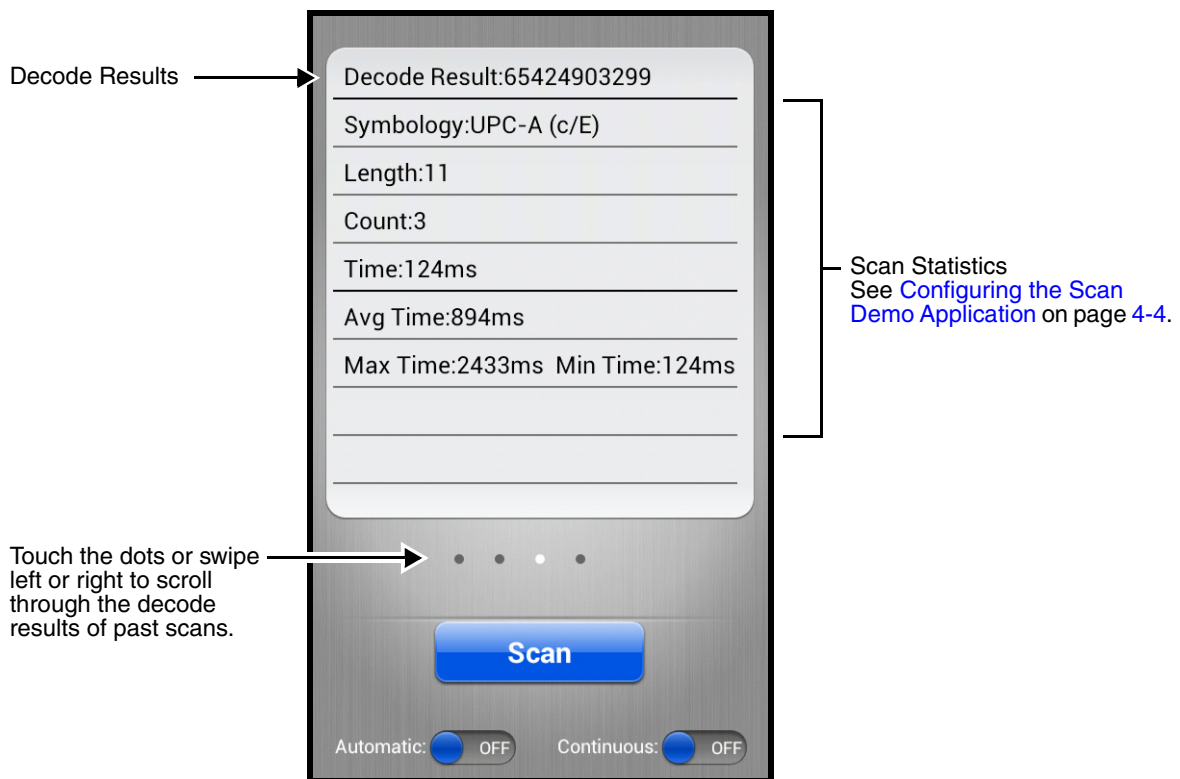 Decode Results
Decode Result:65424903299
Symbology:UPC-A (c/E)
Length:11
Count:3
Time:124ms
Avg Time:894ms
Max Time:2433ms Min Time:124ms
Scan Statistics
See Configuring the Scan
Demo Application on page 4-4.
Touch the dots or swipe
left or right to scroll
through the decode
results of past scans.
Scan
Automatic: OFF Continuous: OFF